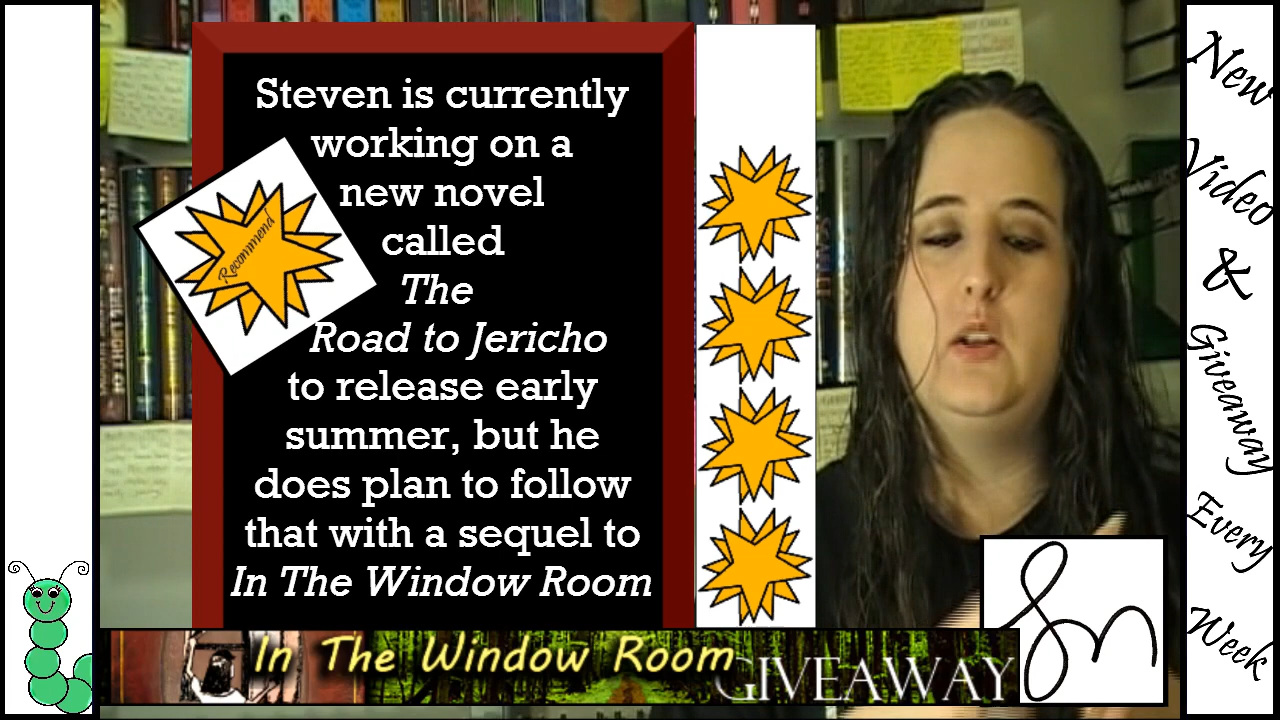 Steven is currently
working on a
new novel
called
The
Road to Jericho
to release early
summer, but he
does plan to follow
that with a sequel to
In The Window Room
Recommend
In The Window Room
GIVEAWAY
New
Video
&
Giveaway
Every
Week